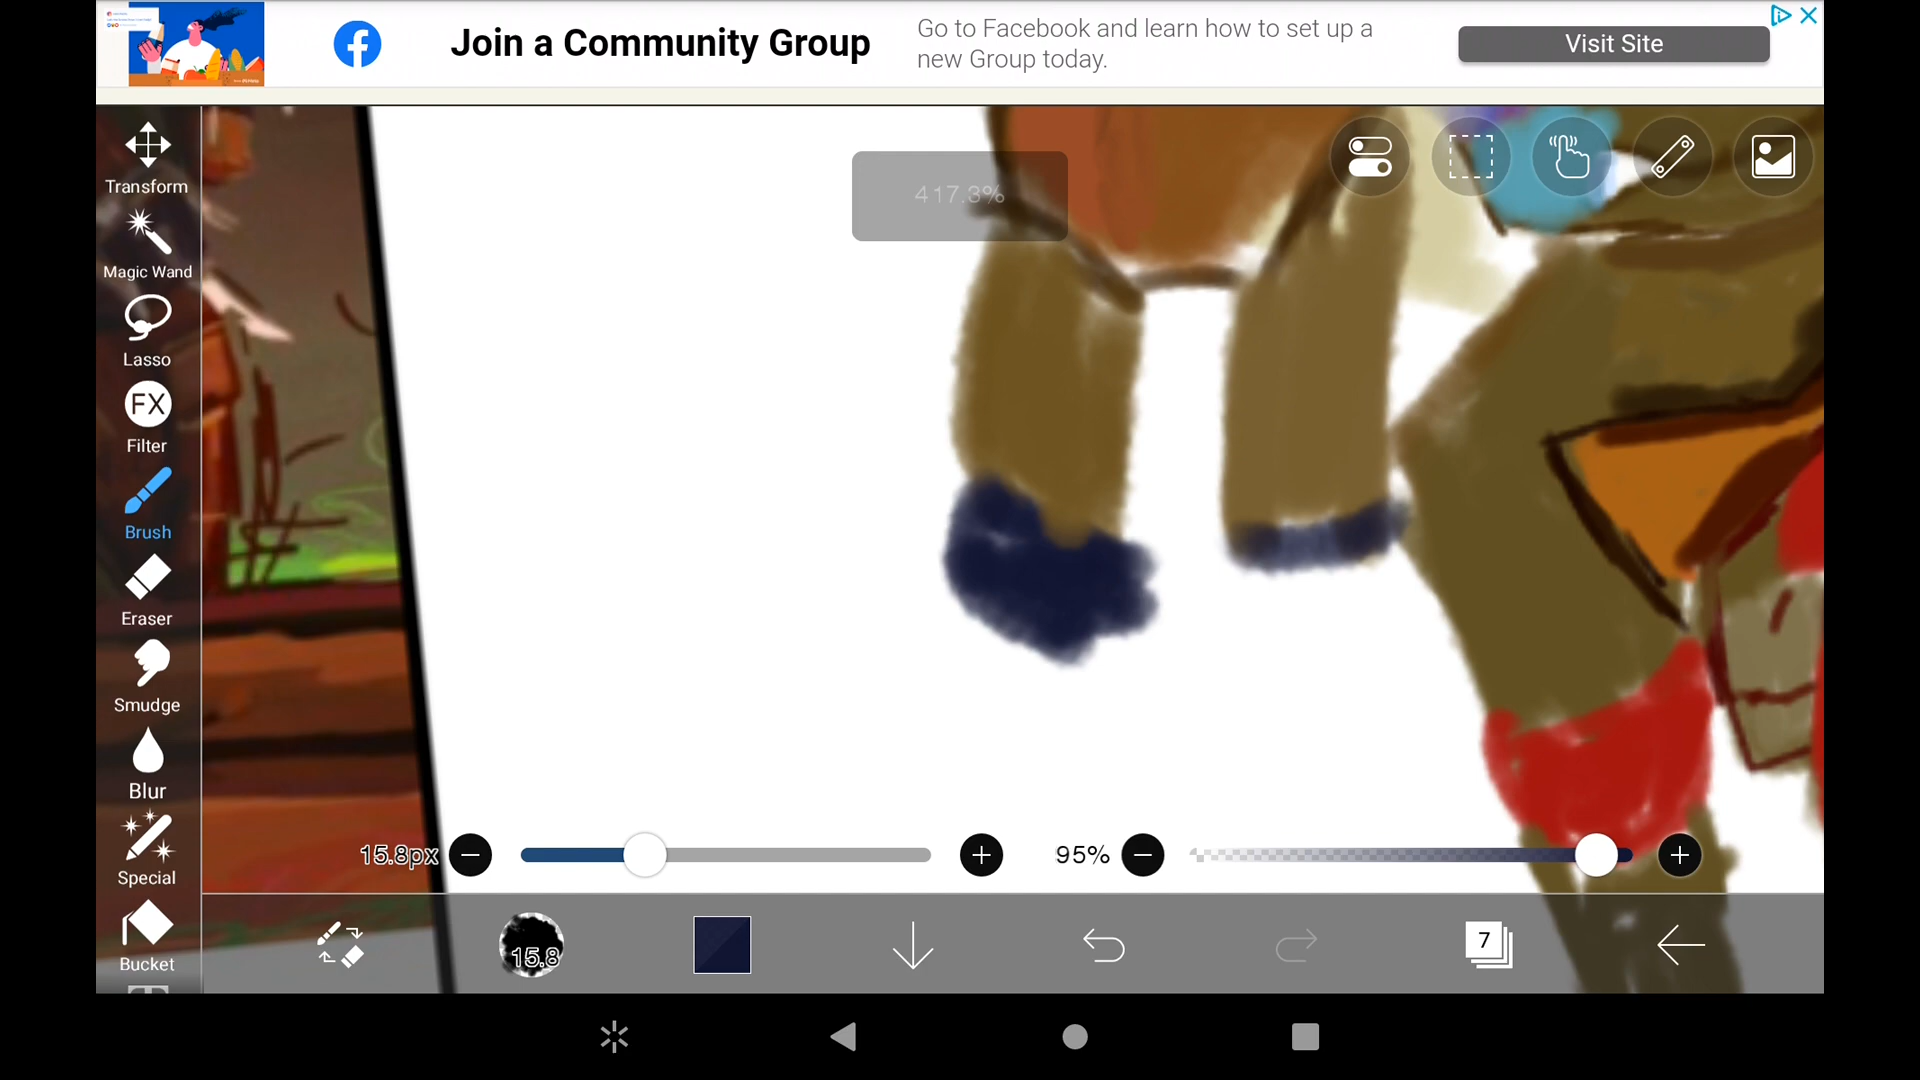 Join a Community Group
Go to Facebook and learn how to set up a
new Group today.
Visit Site
417.3%
Transform
Magic Wand
Lasso
FX
Filter
Brush
Eraser
Smudge
Blur
Special
Bucket
15.8px
95%
15.8
7